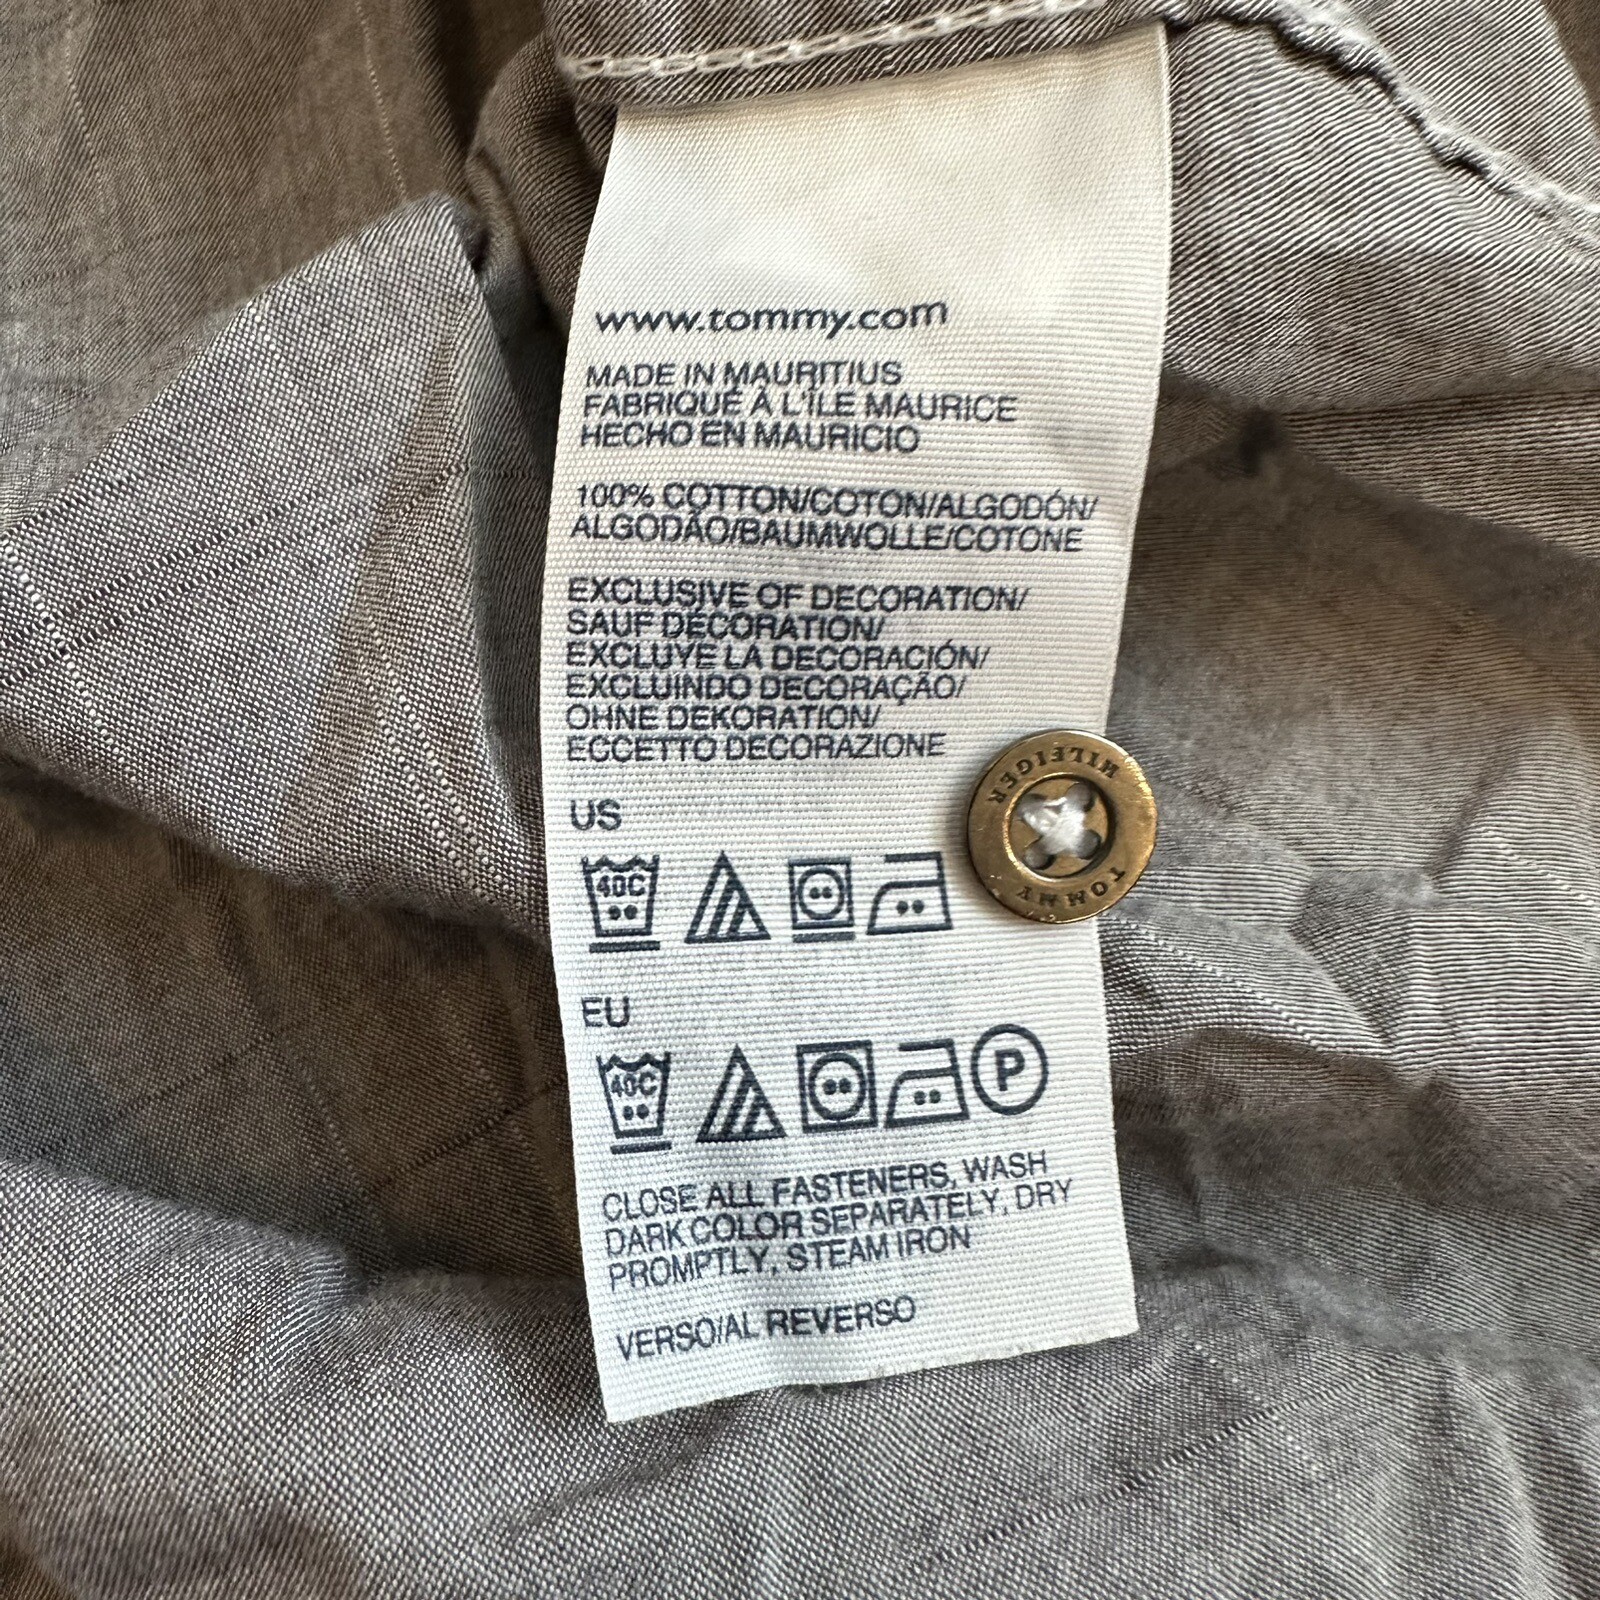 www.tommy.com
MADE IN MAURITIUS
FABRIQUÉ À L'ÎLE MAURICE
HECHO EN MAURICIO
100% COTTON/COTON/ALGODÓN/
ALGODÃO/BAUMWOLLE/COTONE
EXCLUSIVE OF DECORATION/
SAUF DÉCORATION/
EXCLUYE LA DECORACIÓN/
EXCLUINDO DECORAÇÃO/
OHNE DEKORATION/
ECCETTO DECORAZIONE
TOMMY HILFIGER
US
40C
EU
40C P
CLOSE ALL FASTENERS, WASH
DARK COLOR SEPARATELY, DRY
PROMPTLY, STEAM IRON
VERSO/AL REVERSO